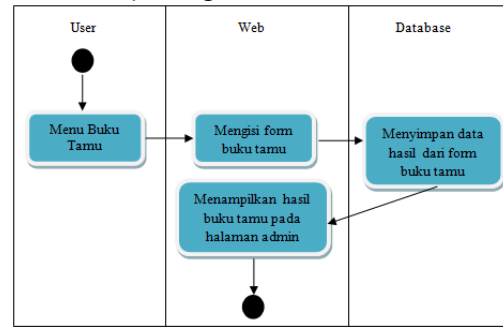 User
Web
Database
Menu Buku
Tamu
Mengisi form
buku tamu
Menyimpan data
hasil dari form
buku tamu
Menampilkan hasil
buku tamu pada
halaman admin